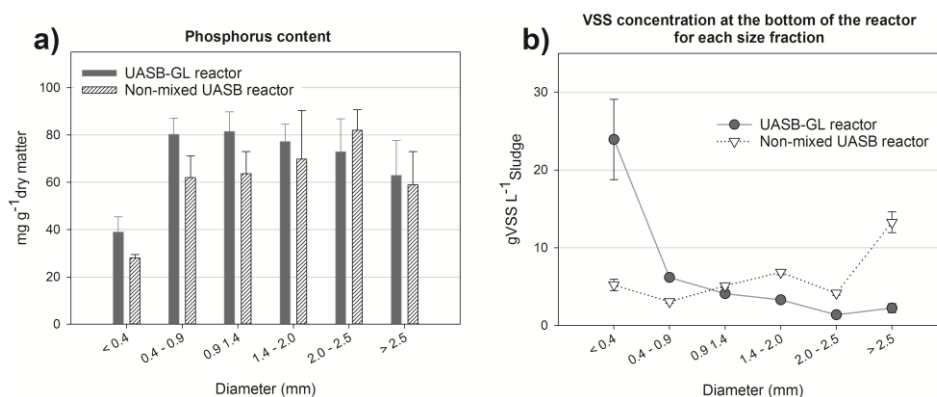 a)
Phosphorus content
UASB-GL reactor
Non-mixed UASB reactor
mg g-1 dry matter
100
80
60
40
20
0
< 0.4
0.4 - 0.9
0.9 1.4
1.4 - 2.0
2.0 - 2.5
> 2.5
Diameter (mm)
b)
VSS concentration at the bottom of the reactor
for each size fraction
UASB-GL reactor
Non-mixed UASB reactor
gVSS L-1 Sludge
30
20
10
0
< 0.4
0.4 - 0.9
0.9 1.4
1.4 - 2.0
2.0 - 2.5
> 2.5
Diameter (mm)